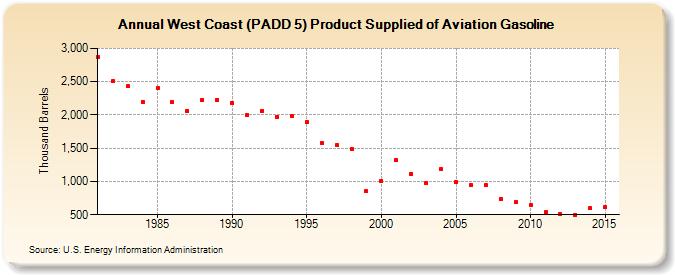 Annual West Coast (PADD 5) Product Supplied of Aviation Gasoline
Thousand Barrels
3,000
2,500
2,000
1,500
1,000
500
1985 1990 1995 2000 2005 2010 2015
Source: U.S. Energy Information Administration